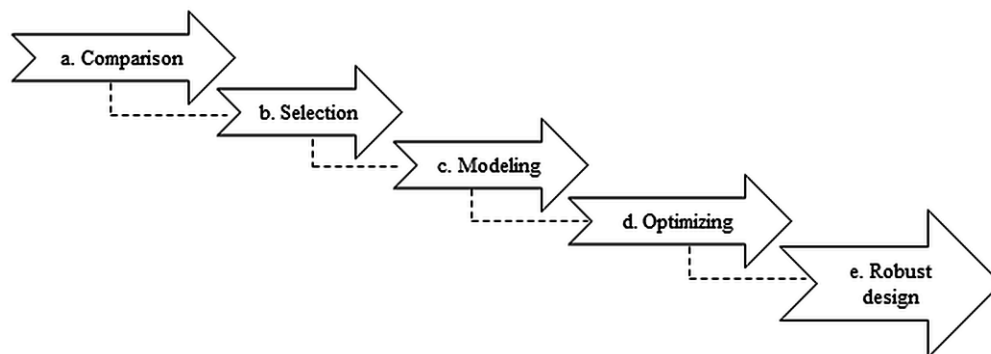 a. Comparison
b. Selection
c. Modeling
d. Optimizing
e. Robust
design